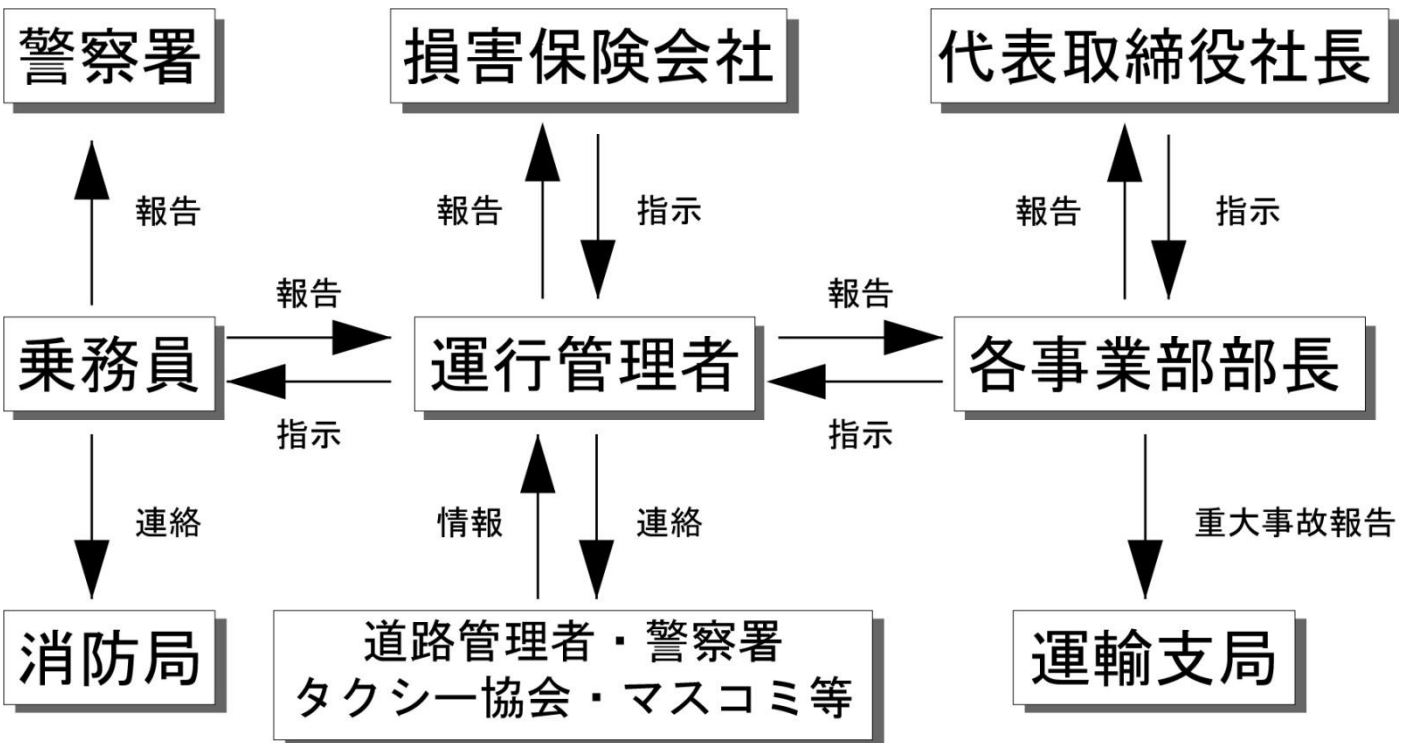 警察署
損害保険会社
代表取締役社長
報告
報告
指示
報告
指示
報告
報告
乗務員
運行管理者
各事業部部長
指示
指示
連絡
情報
連絡
重大事故報告
消防局
道路管理者・警察署
タクシー協会・マスコミ等
運輸支局